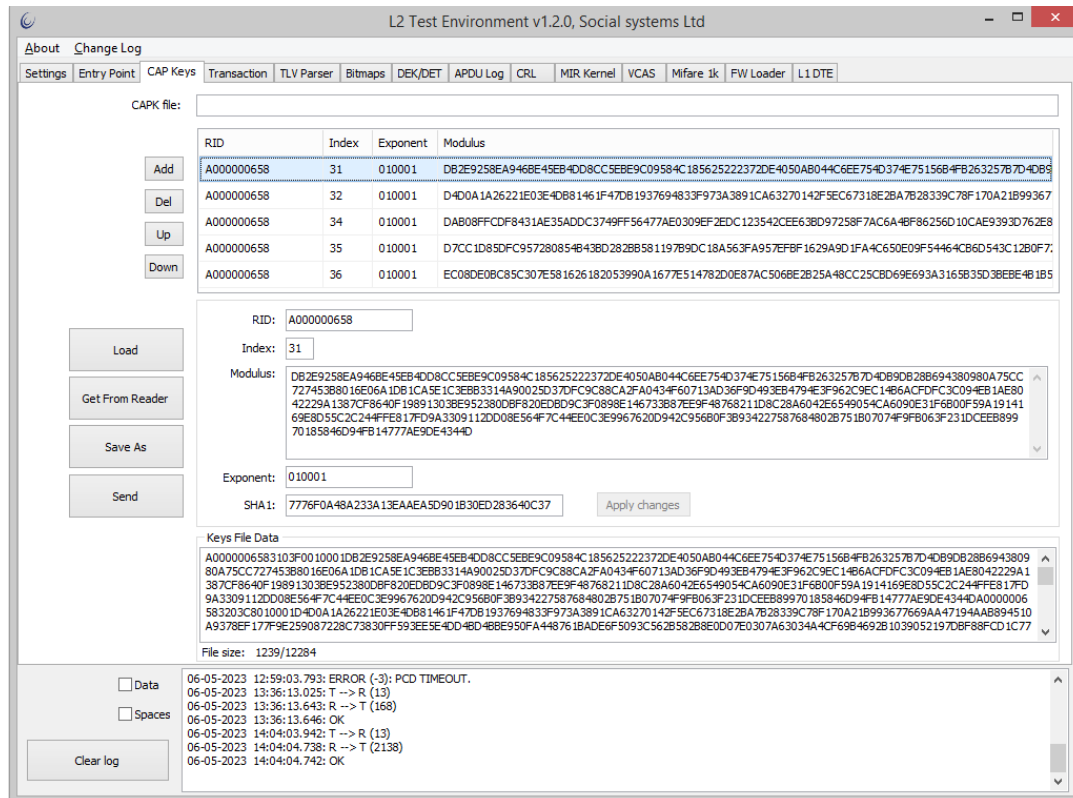 L2 Test Environment v1.2.0, Social systems Ltd
About Change Log
Settings Entry Point CAP Keys Transaction TLV Parser Bitmaps DEK/DET APDU Log CRL MIR Kernel VCAS Mifare 1k FW Loader L1 DTE
CAPK file:
RID Index Exponent Modulus
Add A000000658 31 010001 DB2E9258EA946BE45EB4DD8CC5EBE9C09584C185625222372DE4050AB044C6EE754D374E75156B4FB263257B7D4DB9
Del A000000658 32 010001 D4D0A1A26221E03E4DB81461F47DB1937694833F973A3891CA63270142F5EC67318E2BA7B28339C78F170A21B99367
Up A000000658 34 010001 DAB08FFCDF8431AE35ADDC3749FF56477AE0309EF2EDC123542CEE63BD97258F7AC6A4BF86256D10CAE9393D762E8
A000000658 35 010001 D7CC1D85DFC957280854B43BD282BB581197B9DC18A563FA957EFBF1629A9D1FA4C650E09F54464CB6D543C12B0F7
Down A000000658 36 010001 EC08DE0BC85C307E581626182053990A1677E514782D0E87AC506BE2B25A48CC25CBD69E693A3165B35D3BEBE4B1B5
RID: A000000658
Load Index: 31
Modulus: DB2E9258EA946BE45EB4DD8CC5EBE9C09584C185625222372DE4050AB044C6EE754D374E75156B4FB263257B7D4DB9DB28B694380980A75CC
727453B8016E06A1DB1CA5E1C3EBB3314A90025D37DFC9C88CA2FA0434F60713AD36F9D493EB4794E3F962C9EC14B6ACFDFC3C094EB1AE80
Get From Reader 42229A1387CF8640F19891303BE952380DBF820EDBD9C3F0898E146733B87EE9F48768211D8C28A6042E6549054CA6090E31F6B00F59A19141
69E8D55C2C244FFE817FD9A3309112DD08E564F7C44EE0C3E9967620D942C956B0F3B934227587684802B751B07074F9FB063F231DCEEB899
70185846D94FB14777AE9DE4344D
Save As
Exponent: 010001
Send SHA1: 7776F0A48A233A13EAAEA5D901B30ED283640C37 Apply changes
Keys File Data
A0000006583103F0010001DB2E9258EA946BE45EB4DD8CC5EBE9C09584C185625222372DE4050AB044C6EE754D374E75156B4FB263257B7D4DB9DB28B6943809
80A75CC727453B8016E06A1DB1CA5E1C3EBB3314A90025D37DFC9C88CA2FA0434F60713AD36F9D493EB4794E3F962C9EC14B6ACFDFC3C094EB1AE8042229A1
387CF8640F19891303BE952380DBF820EDBD9C3F0898E146733B87EE9F48768211D8C28A6042E6549054CA6090E31F6B00F59A1914169E8D55C2C244FFE817FD
9A3309112DD08E564F7C44EE0C3E9967620D942C956B0F3B934227587684802B751B07074F9FB063F231DCEEB89970185846D94FB14777AE9DE4344DA0000006
583203C8010001D4D0A1A26221E03E4DB81461F47DB1937694833F973A3891CA63270142F5EC67318E2BA7B28339C78F170A21B993677669AA47194AAB894510
A9378EF177F9E259087228C73830FF593EE5E4DD4BD4BBE950FA448761BADE6F5093C562B582B8E0D07E0307A63034A4CF69B4692B1039052197DBF88FCD1C77
File size: 1239/12284
Data 06-05-2023 12:59:03.793: ERROR (-3): PCD TIMEOUT.
06-05-2023 13:36:13.025: T --> R (13)
Spaces 06-05-2023 13:36:13.643: R --> T (168)
06-05-2023 13:36:13.646: OK
06-05-2023 14:04:03.942: T --> R (13)
06-05-2023 14:04:04.738: R --> T (2138)
Clear log 06-05-2023 14:04:04.742: OK